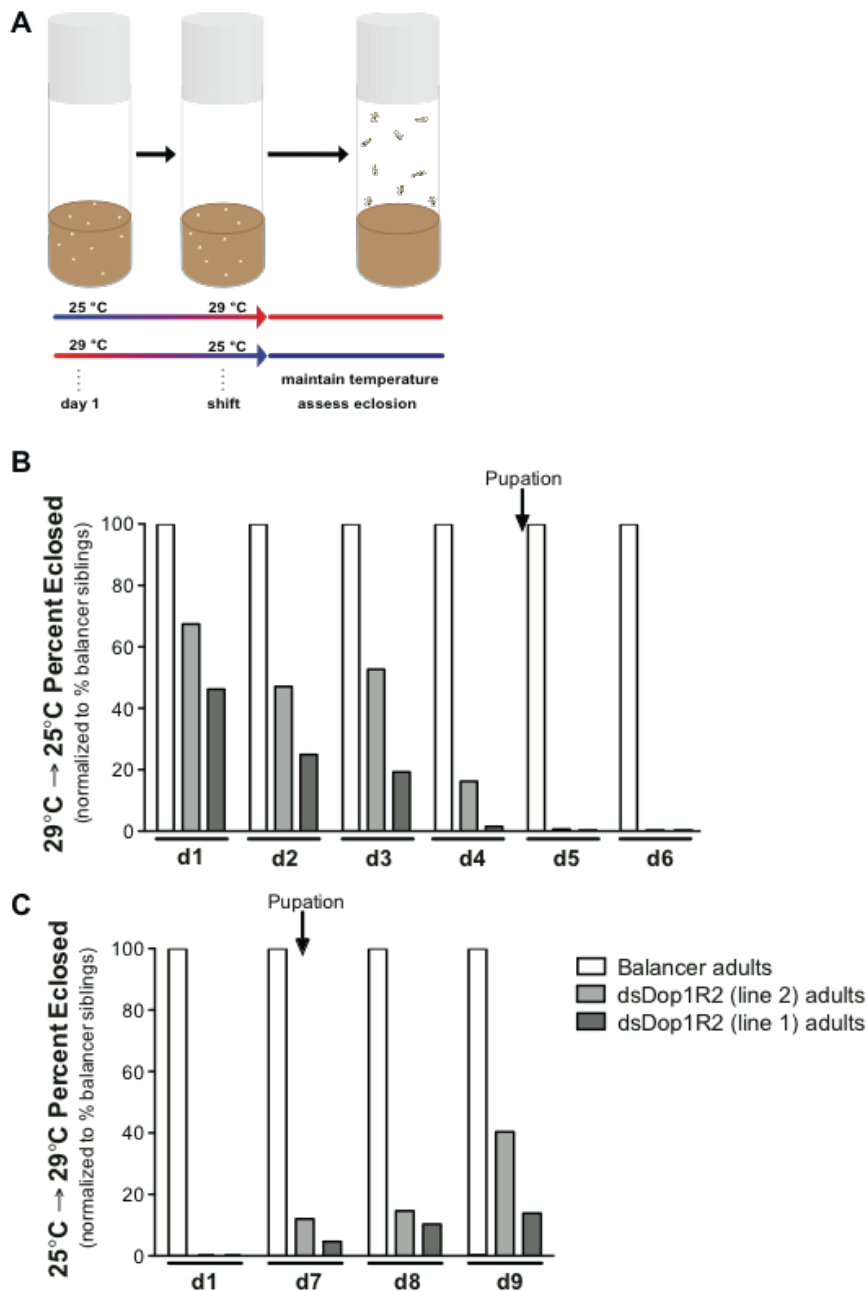 A
25 °C 29 °C
29 °C 25 °C
day 1 shift maintain temperature
assess eclosion
B
29°C → 25°C Percent Eclosed
(normalized to % balancer siblings)
Pupation
100
80
60
40
20
0
d1 d2 d3 d4 d5 d6
C
25°C → 29°C Percent Eclosed
(normalized to % balancer siblings)
Pupation
100
80
60
40
20
0
d1 d7 d8 d9
Balancer adults
dsDop1R2 (line 2) adults
dsDop1R2 (line 1) adults